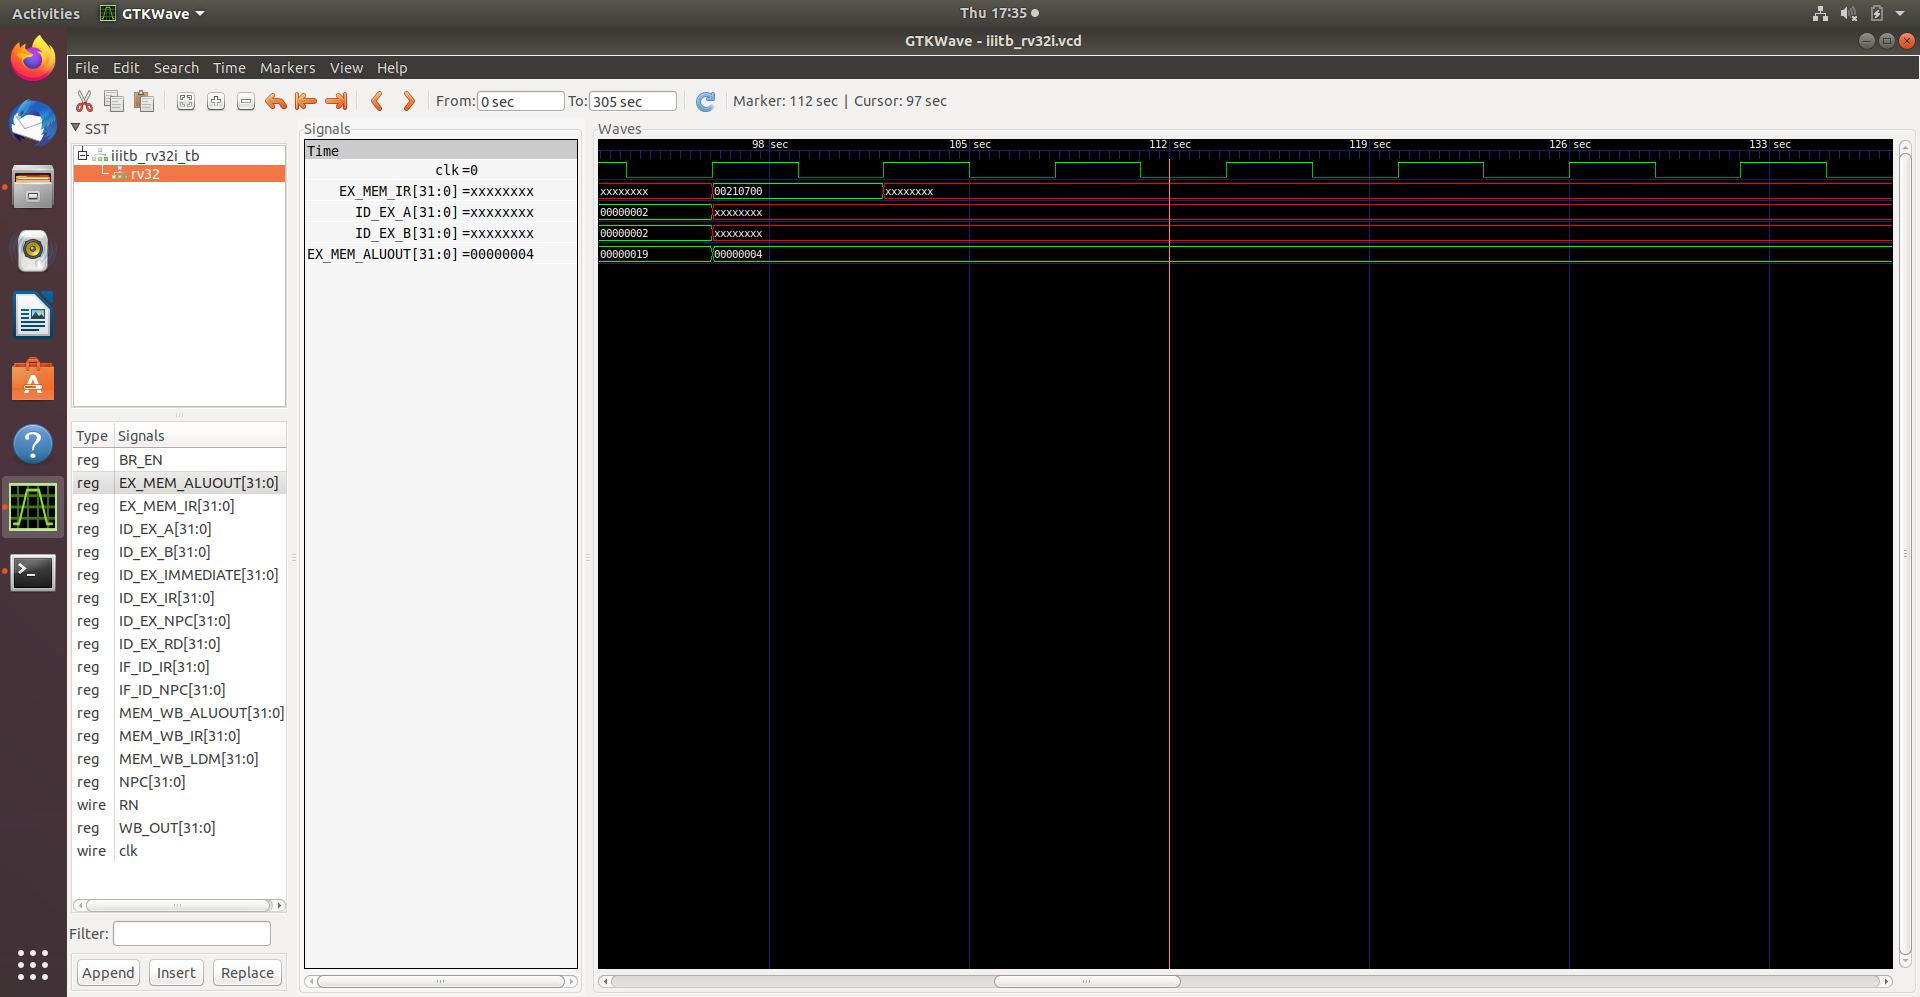 Activities GTKWave Thu 17:35
GTKWave - iiitb_rv32i.vcd
File Edit Search Time Markers View Help
From: 0 sec To: 305 sec Marker: 112 sec | Cursor: 97 sec
SST
iiitb_rv32i_tb
rv32
Type Signals
reg BR_EN
reg EX_MEM_ALUOUT[31:0]
reg EX_MEM_IR[31:0]
reg ID_EX_A[31:0]
reg ID_EX_B[31:0]
reg ID_EX_IMMEDIATE[31:0]
reg ID_EX_IR[31:0]
reg ID_EX_NPC[31:0]
reg ID_EX_RD[31:0]
reg IF_ID_IR[31:0]
reg IF_ID_NPC[31:0]
reg MEM_WB_ALUOUT[31:0]
reg MEM_WB_IR[31:0]
reg MEM_WB_LDM[31:0]
reg NPC[31:0]
wire RN
reg WB_OUT[31:0]
wire clk
Filter:
Append Insert Replace
Signals
Time
clk =0
EX_MEM_IR[31:0] =xxxxxxxx
ID_EX_A[31:0] =xxxxxxxx
ID_EX_B[31:0] =xxxxxxxx
EX_MEM_ALUOUT[31:0] =00000004
Waves
98 sec 105 sec 112 sec 119 sec 126 sec 133 sec
xxxxxxxx 00210700 xxxxxxxx
00000002 xxxxxxxx
00000002 xxxxxxxx
00000019 00000004